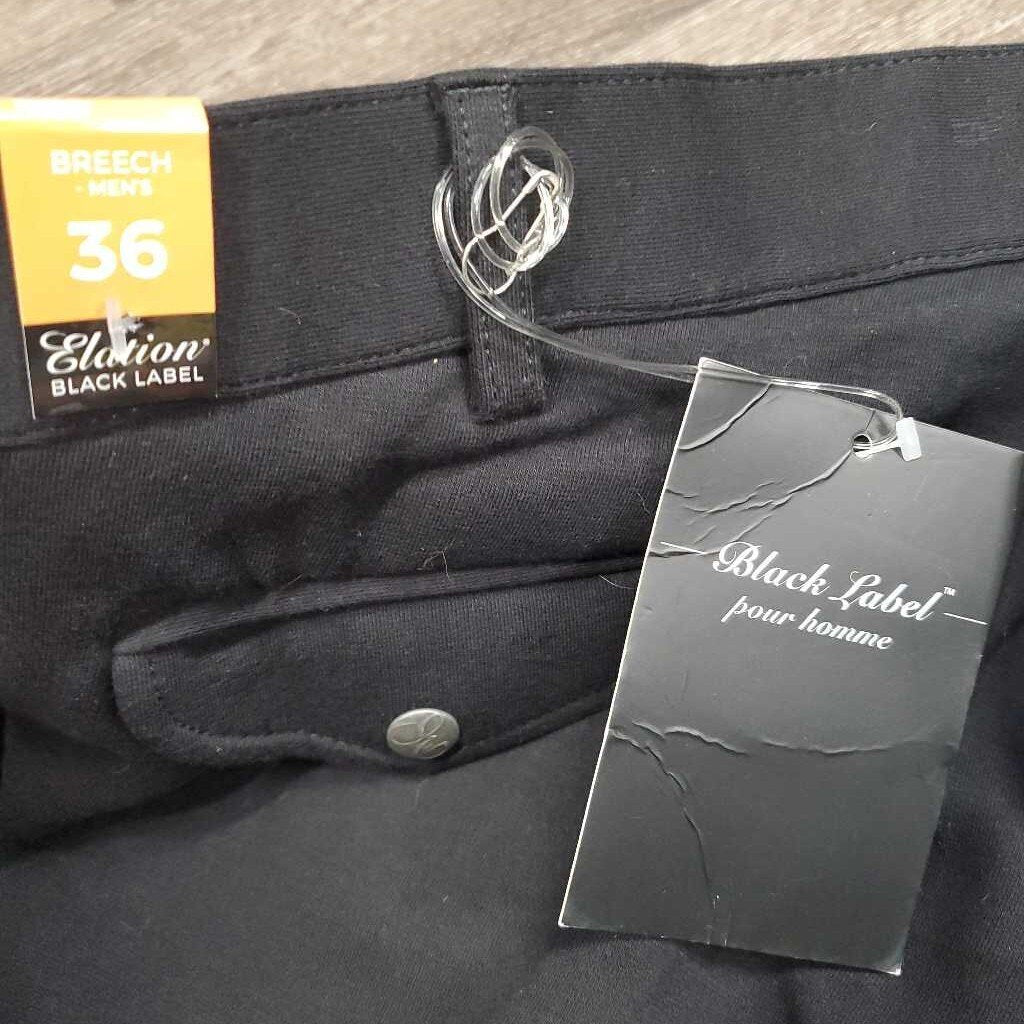 BREECH
- MEN'S
36
Elation®
BLACK LABEL
Black Label™
pour homme